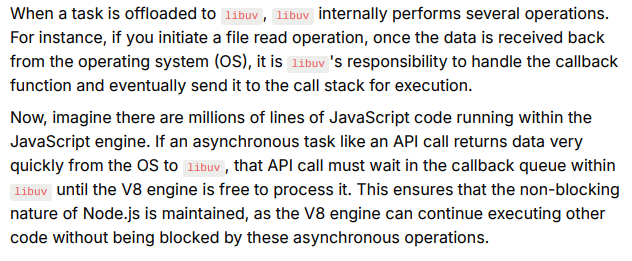 When a task is offloaded to libuv, libuv internally performs several operations.
For instance, if you initiate a file read operation, once the data is received back
from the operating system (OS), it is libuv's responsibility to handle the callback
function and eventually send it to the call stack for execution.
Now, imagine there are millions of lines of JavaScript code running within the
JavaScript engine. If an asynchronous task like an API call returns data very
quickly from the OS to libuv, that API call must wait in the callback queue within
libuv until the V8 engine is free to process it. This ensures that the non-blocking
nature of Node.js is maintained, as the V8 engine can continue executing other
code without being blocked by these asynchronous operations.